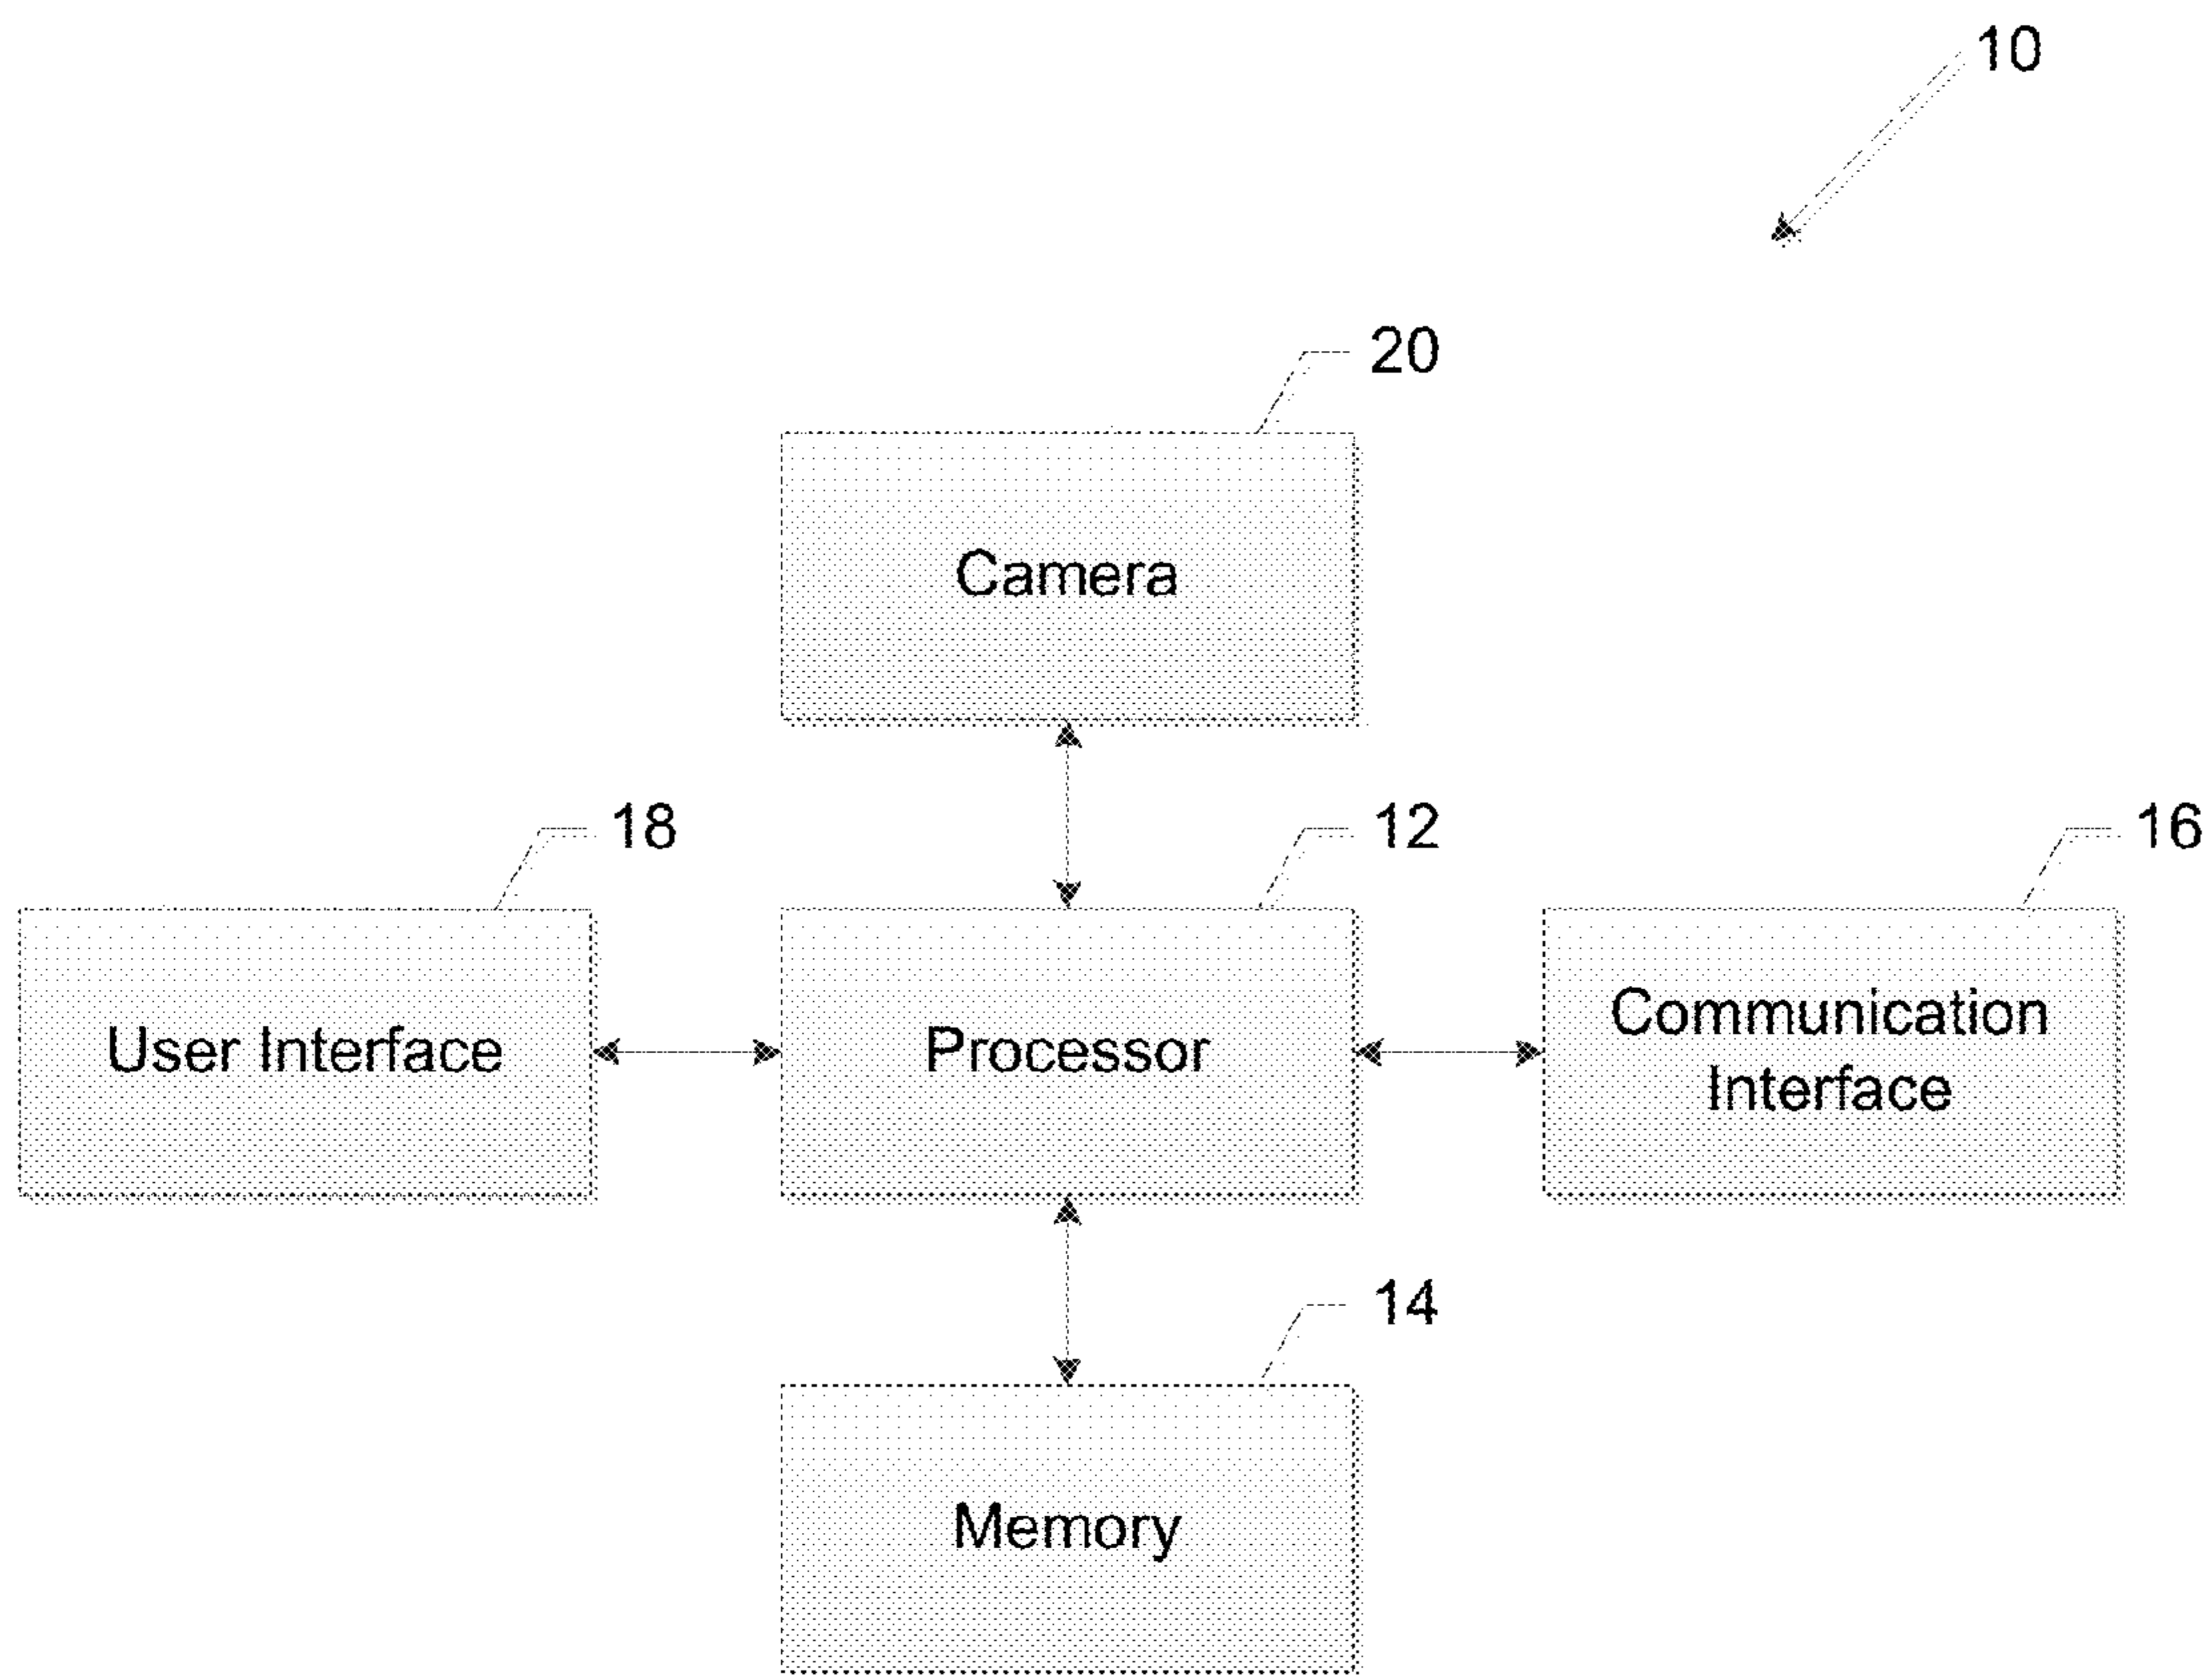 10
20
Camera
18
12
16
User Interface
Processor
Communication
Interface
14
Memory